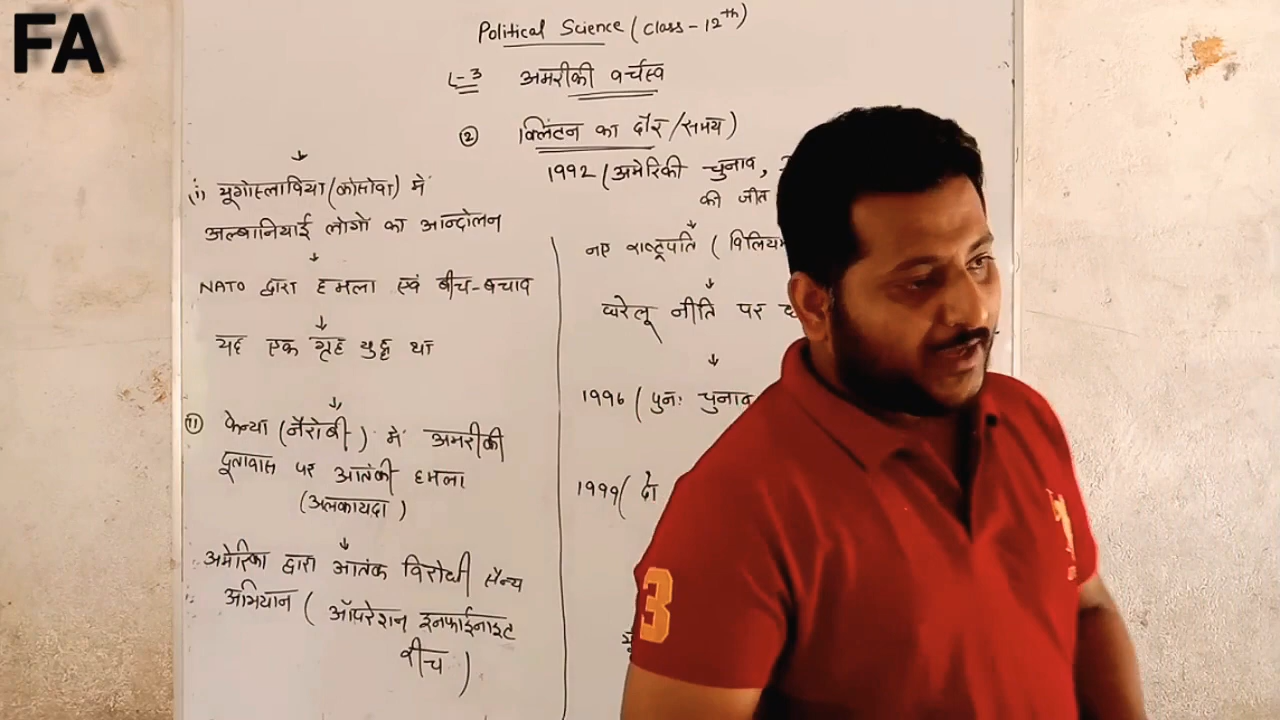 FA
Political Science (Class-12th)
L-3 अमरीकी वर्चस्व
② क्लिंटन का दौर/समय)
1992 (अमेरिकी चुनाव,
की जीत
↓
नए राष्ट्रपति (विलियम
↓
घरेलू नीति पर
↓
1996 (पुनः चुनाव
1999( दो
↓
(i) यूगोस्लाविया (कोसोवा) में
अल्बानियाई लोगों का आन्दोलन
↓
NATO द्वारा हमला एवं बीच-बचाव
↓
यह एक गृह युद्ध था
↓
(ii) केन्या (नैरोबी) में अमरीकी
दूतावास पर आतंकी हमला
(अलकायदा)
↓
अमेरिका द्वारा आतंक विरोधी सैन्य
अभियान ( ऑपरेशन इनफाईनाइट
रीच )
3